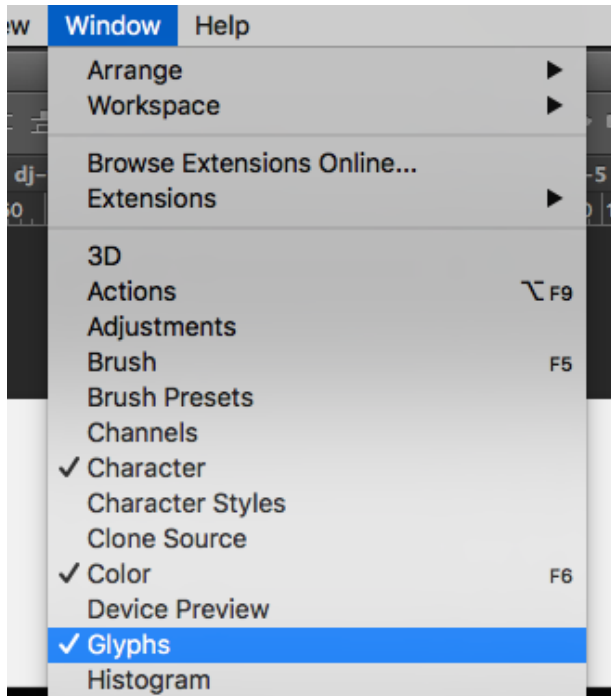 Window Help
Arrange
Workspace
Browse Extensions Online...
Extensions
3D
Actions ⌥ F9
Adjustments
Brush F5
Brush Presets
Channels
✓ Character
Character Styles
Clone Source
✓ Color F6
Device Preview
✓ Glyphs
Histogram